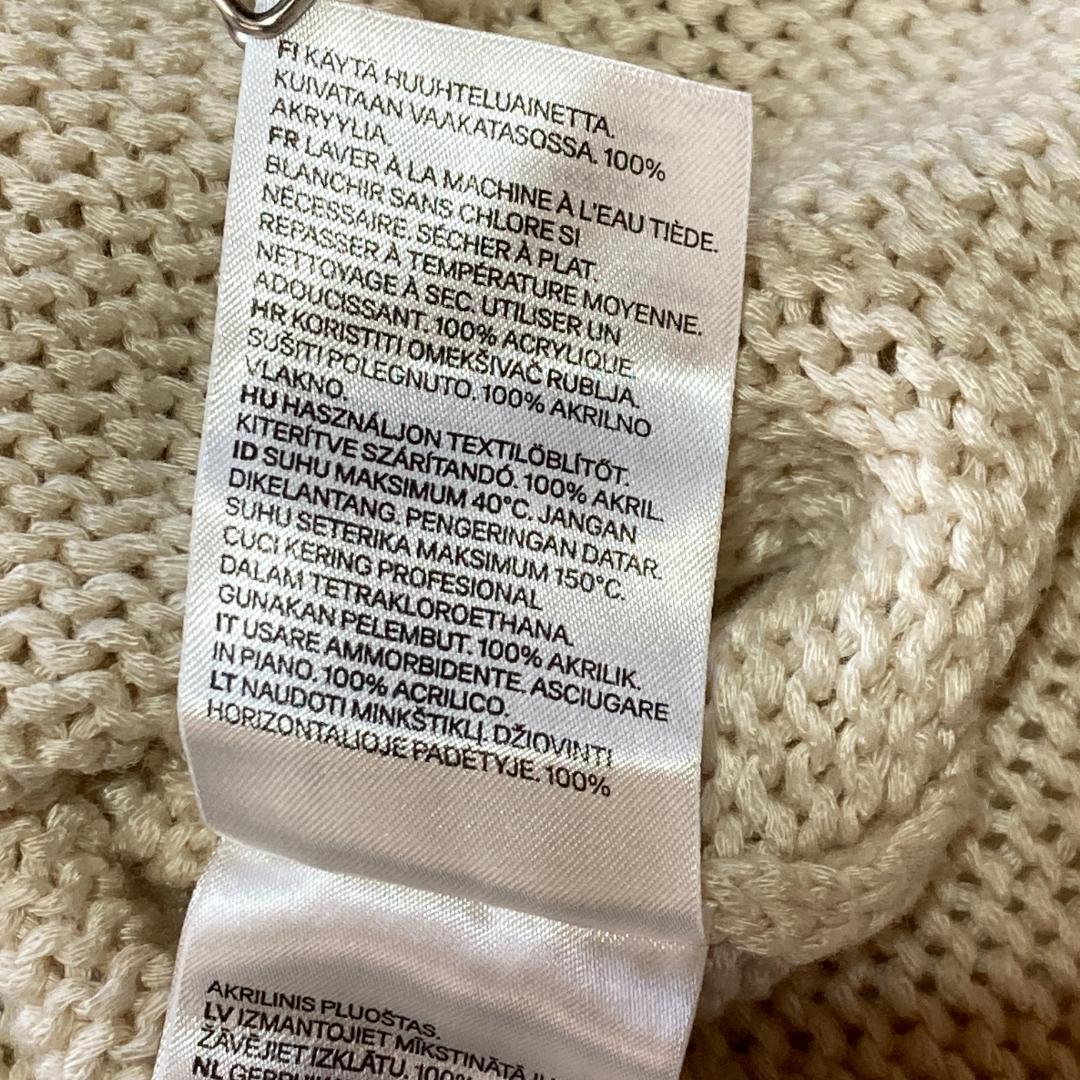 FI KÄYTÄ HUUHTELUAINETTA.
KUIVATAAN VAAKATASOSSA. 100%
AKRYYLIA.
FR LAVER À LA MACHINE À L'EAU TIÈDE.
BLANCHIR SANS CHLORE SI
NÉCESSAIRE. SÉCHER À PLAT.
REPASSER À TEMPÉRATURE MOYENNE.
NETTOYAGE À SEC. UTILISER UN
ADOUCISSANT. 100% ACRYLIQUE.
HR KORISTITI OMEKŠIVAČ RUBLJA.
SUŠITI POLEGNUTO. 100% AKRILNO
VLAKNO.
HU HASZNÁLJON TEXTILÖBLÍTŐT.
KITERÍTVE SZÁRÍTANDÓ. 100% AKRIL.
ID SUHU MAKSIMUM 40°C. JANGAN
DIKELANTANG. PENGERINGAN DATAR.
SUHU SETERIKA MAKSIMUM 150°C.
CUCI KERING PROFESIONAL
DALAM TETRAKLOROETHANA.
GUNAKAN PELEMBUT. 100% AKRILIK.
IT USARE AMMORBIDENTE. ASCIUGARE
IN PIANO. 100% ACRILICO.
LT NAUDOTI MINKŠTIKLĮ. DŽIOVINTI
HORIZONTALIOJE PADĖTYJE. 100%
AKRILINIS PLUOŠTAS.
LV IZMANTOJIET MĪKSTINĀTĀJU
ŽĀVĒJIET IZKLĀTU. 100%
NL